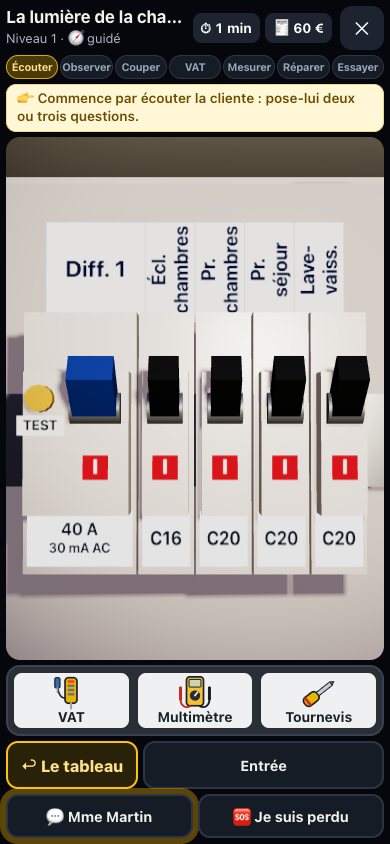 La lumière de la cha...
Niveau 1 · 🧭 guidé
⏱ 1 min
🧾 60 €
✕
Écouter
Observer
Couper
VAT
Mesurer
Réparer
Essayer
👉 Commence par écouter la cliente : pose-lui deux
ou trois questions.
Diff. 1
Écl.
chambres
Pr.
chambres
Pr.
séjour
Lave-
vaiss.
TEST
I
I
I
I
I
40 A
30 mA AC
C16
C20
C20
C20
VAT
Multimètre
Tournevis
↩ Le tableau
Entrée
💬 Mme Martin
🆘 Je suis perdu